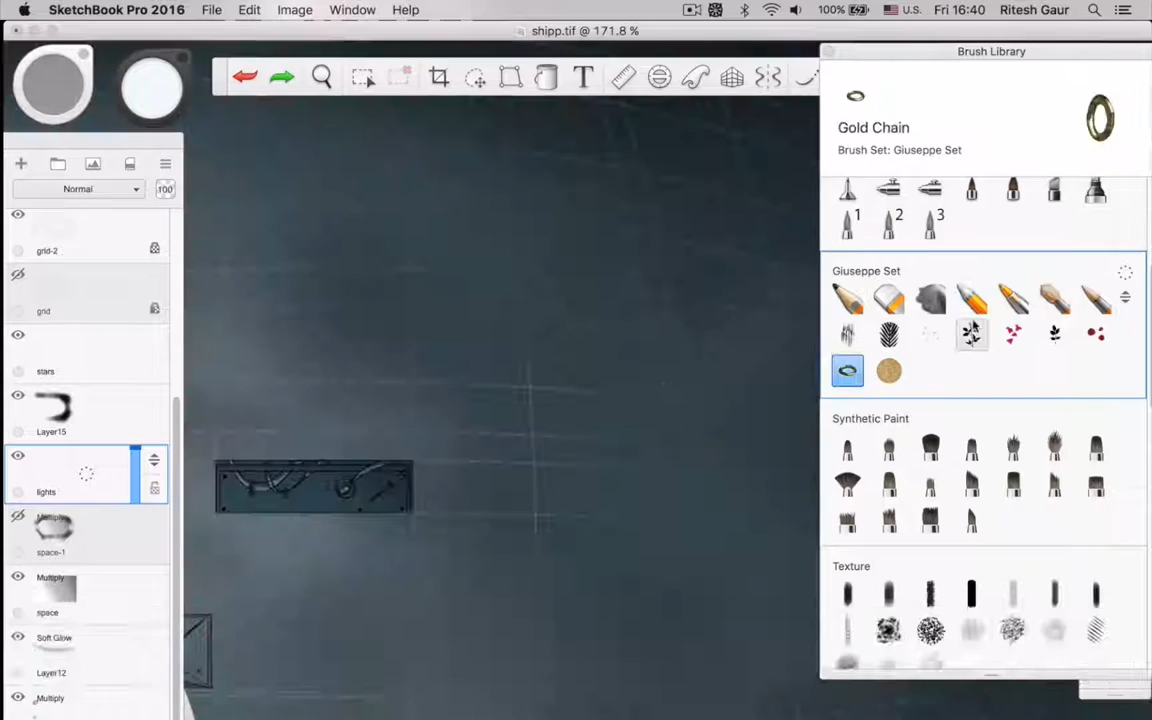 SketchBook Pro 2016 File Edit Image Window Help 100% U.S. Fri 16:40 Ritesh Gaur
shipp.tif @ 171.8 %
Brush Library
T
Gold Chain
Brush Set: Giuseppe Set
Normal 100
1 2 3
grid-2
Giuseppe Set
grid
stars
Synthetic Paint
Layer15
lights
Multiply
space-1
Texture
Multiply
space
Soft Glow
Layer12
Multiply